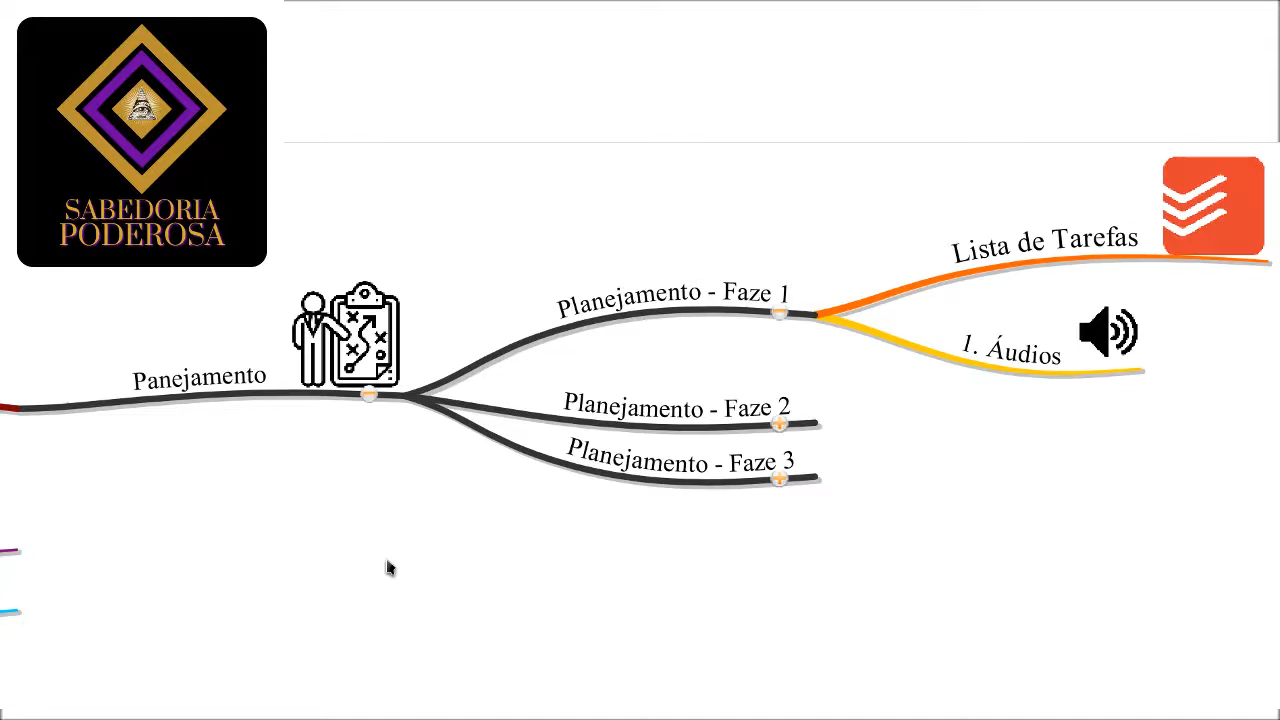 SABEDORIA
PODEROSA
Lista de Tarefas
Planejamento - Faze 1
1. Áudios
Panejamento
Planejamento - Faze 2
Planejamento - Faze 3